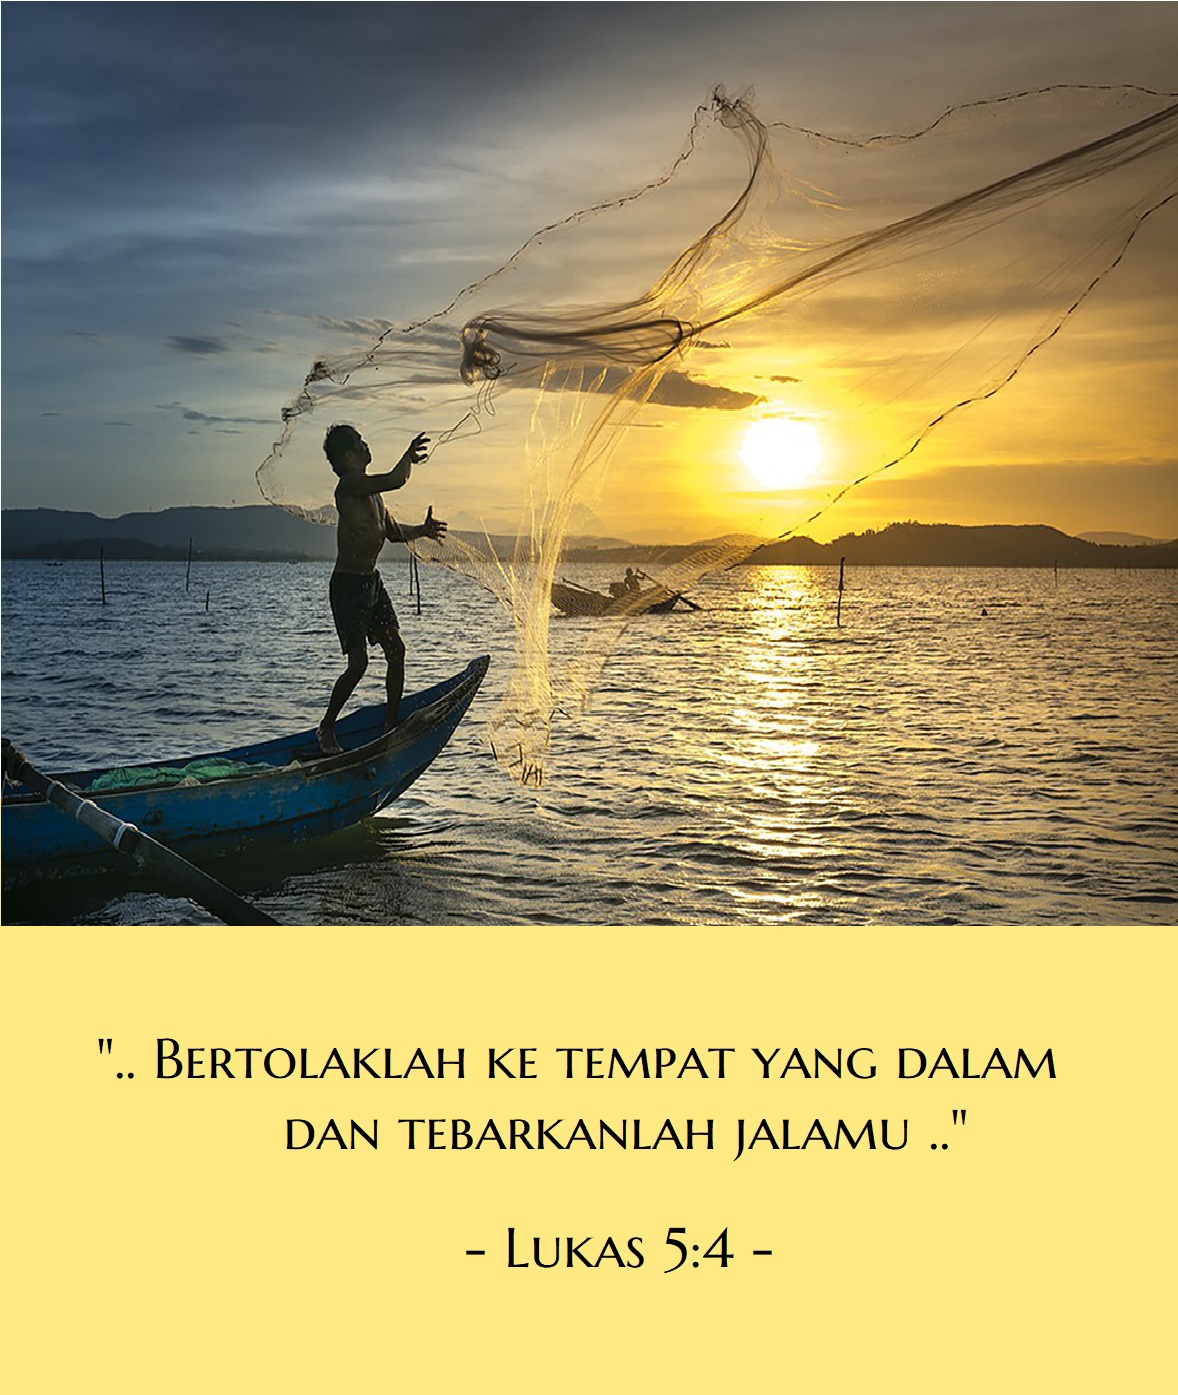 ".. Bertolaklah ke tempat yang dalam
dan tebarkanlah jalamu .."
- Lukas 5:4 -